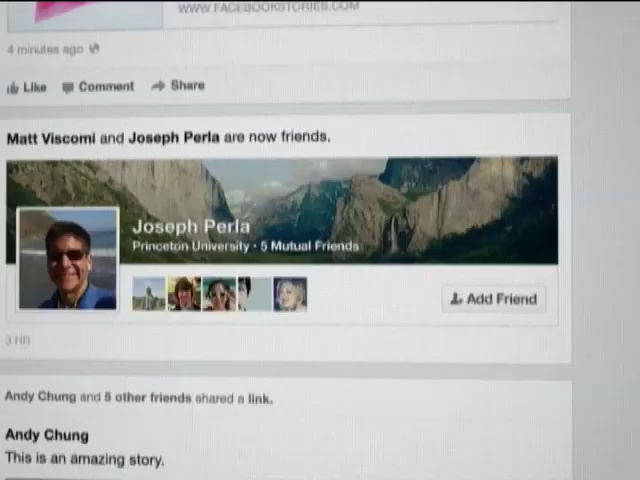 WWW.FACEBOOKSTORIES.COM
4 minutes ago
Like Comment Share
Matt Viscomi and Joseph Perla are now friends.
Joseph Perla
Princeton University · 5 Mutual Friends
Add Friend
3 HR
Andy Chung and 5 other friends shared a link.
Andy Chung
This is an amazing story.